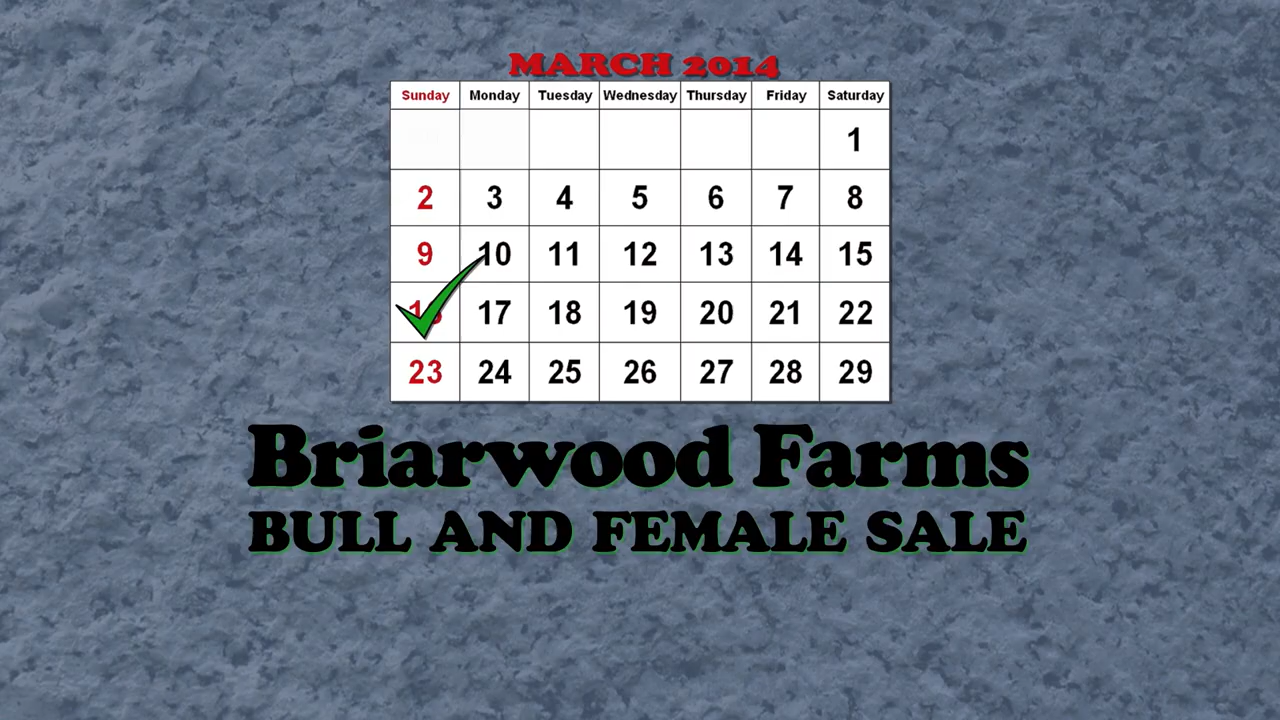 MARCH 2014
Sunday Monday Tuesday Wednesday Thursday Friday Saturday
1
2 3 4 5 6 7 8
9 10 11 12 13 14 15
16 17 18 19 20 21 22
23 24 25 26 27 28 29
Briarwood Farms
BULL AND FEMALE SALE